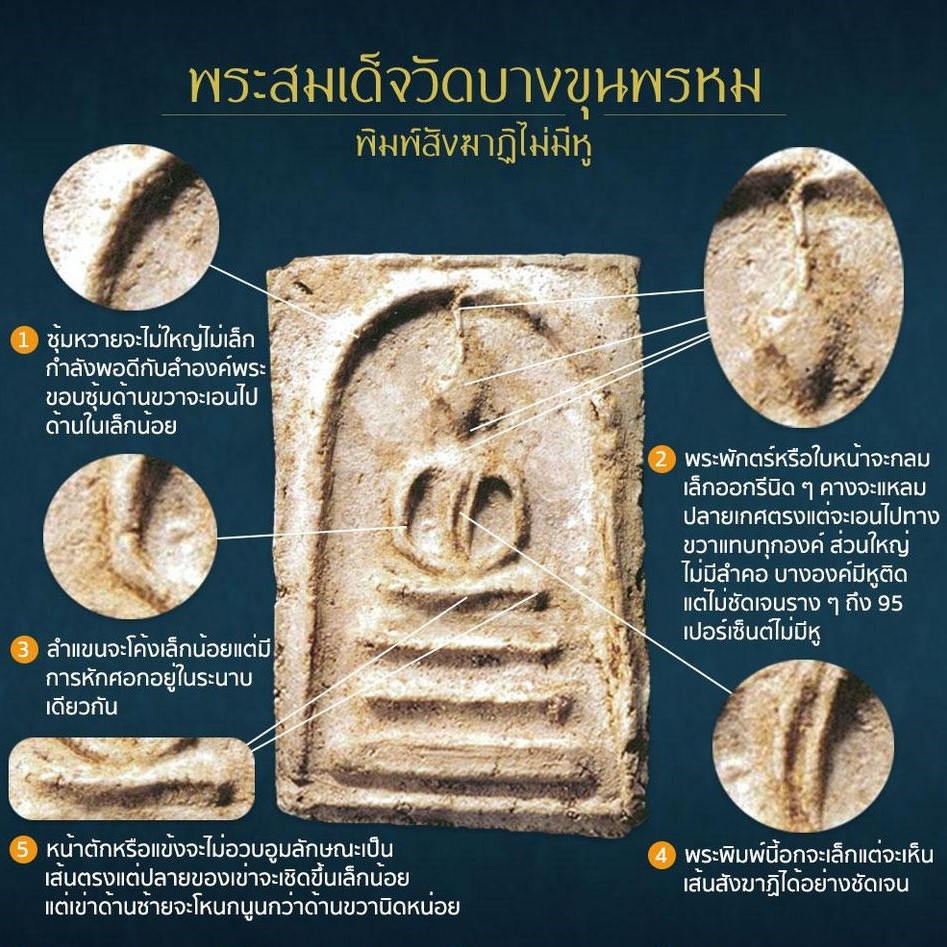 พระสมเด็จวัดบางขุนพรหม
พิมพ์สังฆาฏิไม่มีหู
1 ซุ้มหวายจะไม่ใหญ่ไม่เล็ก
กำลังพอดีกับลำองค์พระ
ขอบซุ้มด้านขวาจะเอนไป
ด้านในเล็กน้อย
2 พระพักตร์หรือใบหน้าจะกลม
เล็กออกรีนิด ๆ คางจะแหลม
ปลายเกศตรงแต่จะเอนไปทาง
ขวาแทบทุกองค์ ส่วนใหญ่
ไม่มีลำคอ บางองค์มีหูติด
แต่ไม่ชัดเจนราง ๆ ถึง 95
เปอร์เซ็นต์ไม่มีหู
3 ลำแขนจะโค้งเล็กน้อยแต่มี
การหักศอกอยู่ในระนาบ
เดียวกัน
4 พระพิมพ์นี้อกจะเล็กแต่จะเห็น
เส้นสังฆาฏิได้อย่างชัดเจน
5 หน้าตักหรือแข้งจะไม่อวบอูมลักษณะเป็น
เส้นตรงแต่ปลายของเข่าจะเชิดขึ้นเล็กน้อย
แต่เข่าด้านซ้ายจะโหนกนูนกว่าด้านขวานิดหน่อย